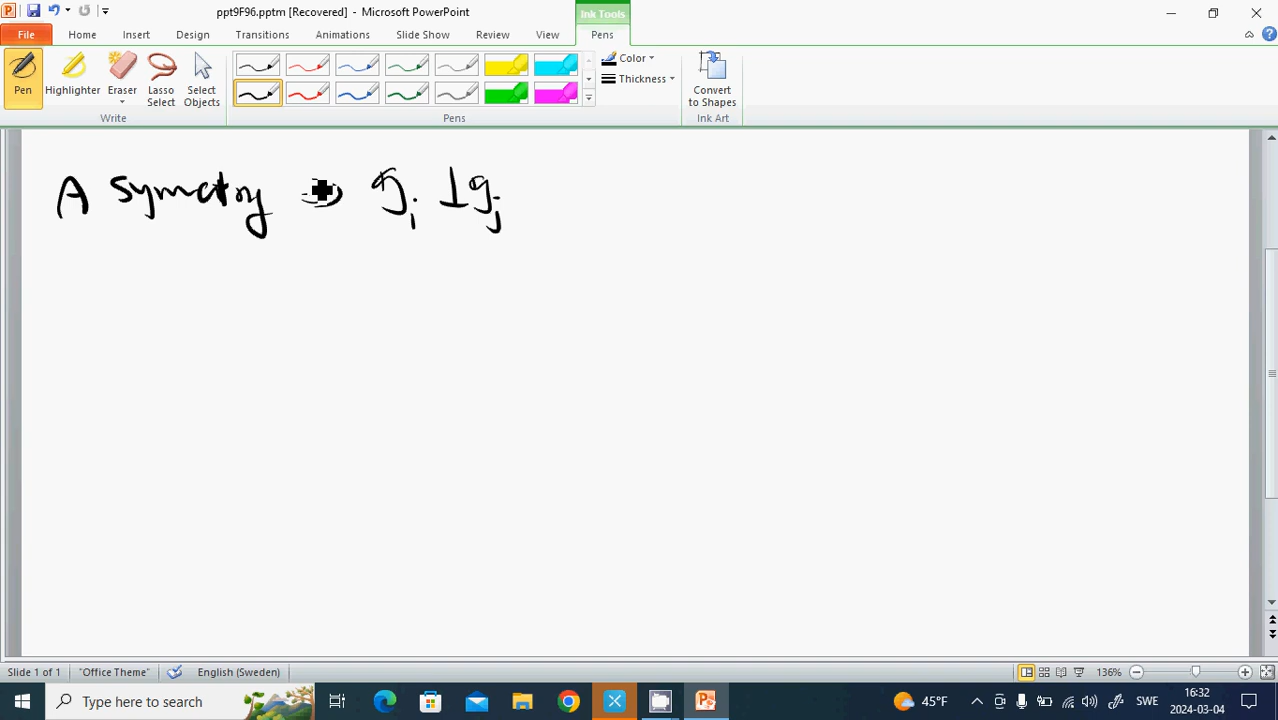 ppt9F96.pptm [Recovered] - Microsoft PowerPoint
Ink Tools
File Home Insert Design Transitions Animations Slide Show Review View Pens
Pen Highlighter Eraser Lasso Select Select Objects
Color
Thickness
Convert to Shapes
Write Pens Ink Art
A Symetry ⇒ g_i ⊥ g_j
Slide 1 of 1 "Office Theme" English (Sweden) 136%
Type here to search 45°F SWE 16:32 2024-03-04